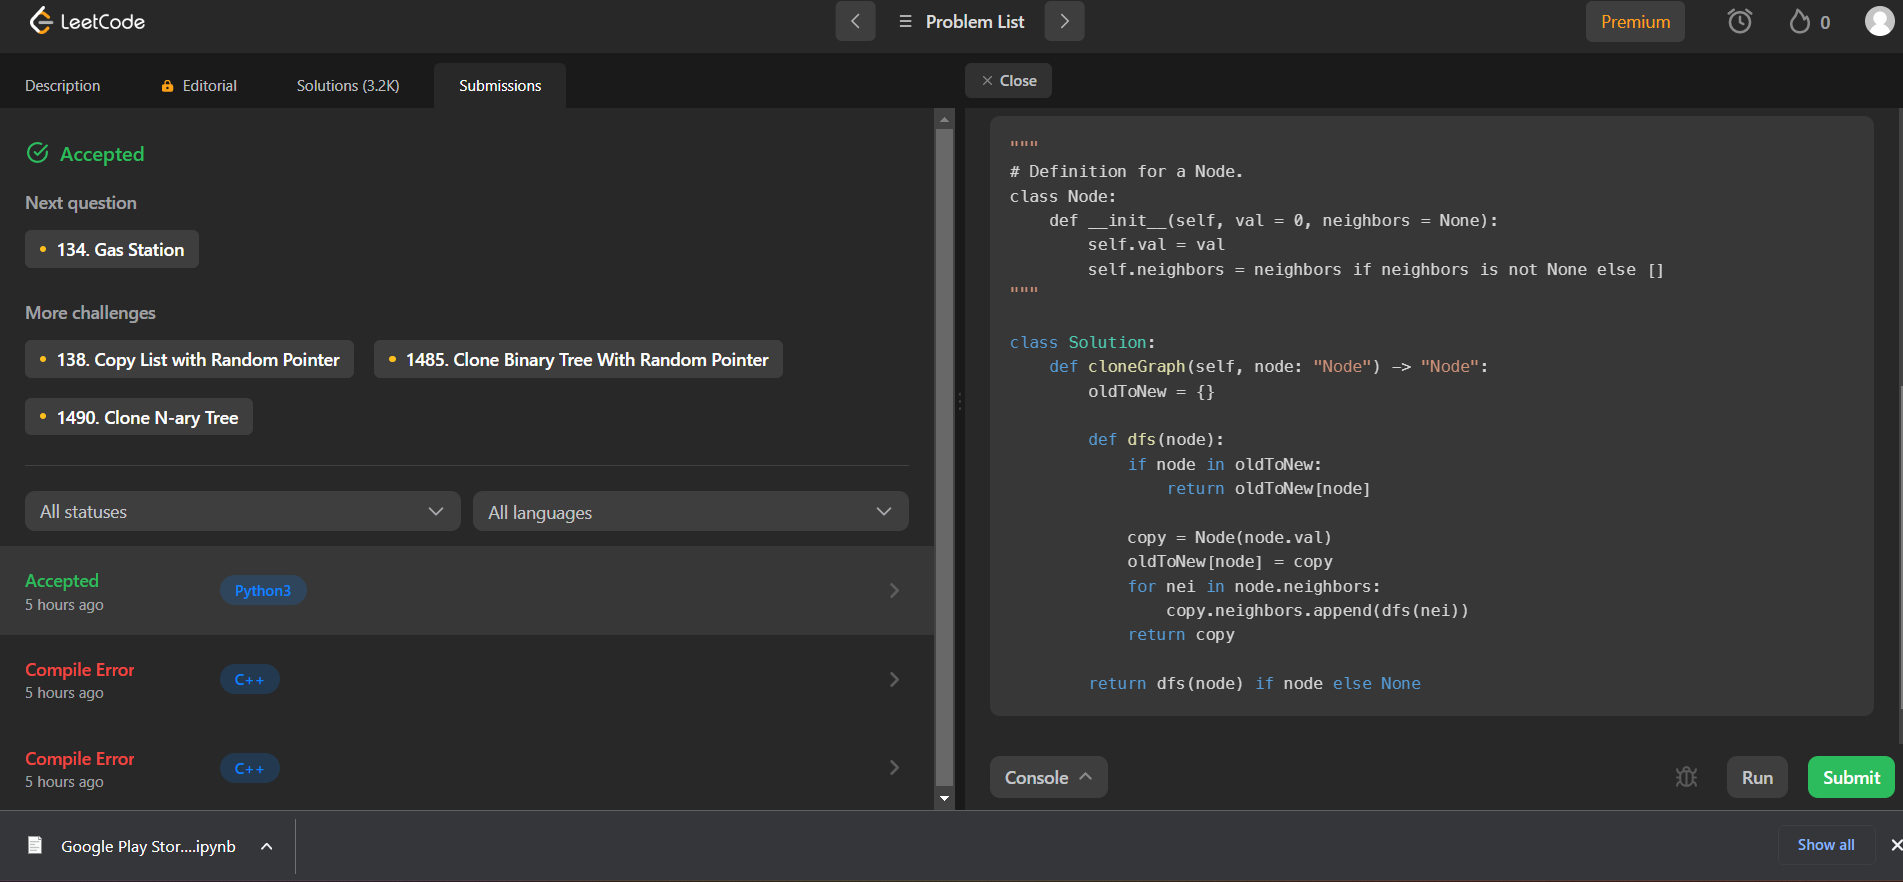 LeetCode
Problem List
Premium
0
Description
Editorial
Solutions (3.2K)
Submissions
Close
Accepted
Next question
134. Gas Station
More challenges
138. Copy List with Random Pointer
1485. Clone Binary Tree With Random Pointer
1490. Clone N-ary Tree
All statuses
All languages
Accepted
5 hours ago
Python3
Compile Error
5 hours ago
C++
Compile Error
5 hours ago
C++
"""
# Definition for a Node.
class Node:
    def __init__(self, val = 0, neighbors = None):
        self.val = val
        self.neighbors = neighbors if neighbors is not None else []
"""
class Solution:
    def cloneGraph(self, node: "Node") -> "Node":
        oldToNew = {}
        def dfs(node):
            if node in oldToNew:
                return oldToNew[node]
            copy = Node(node.val)
            oldToNew[node] = copy
            for nei in node.neighbors:
                copy.neighbors.append(dfs(nei))
            return copy
        return dfs(node) if node else None
Console
Run
Submit
Google Play Stor....ipynb
Show all